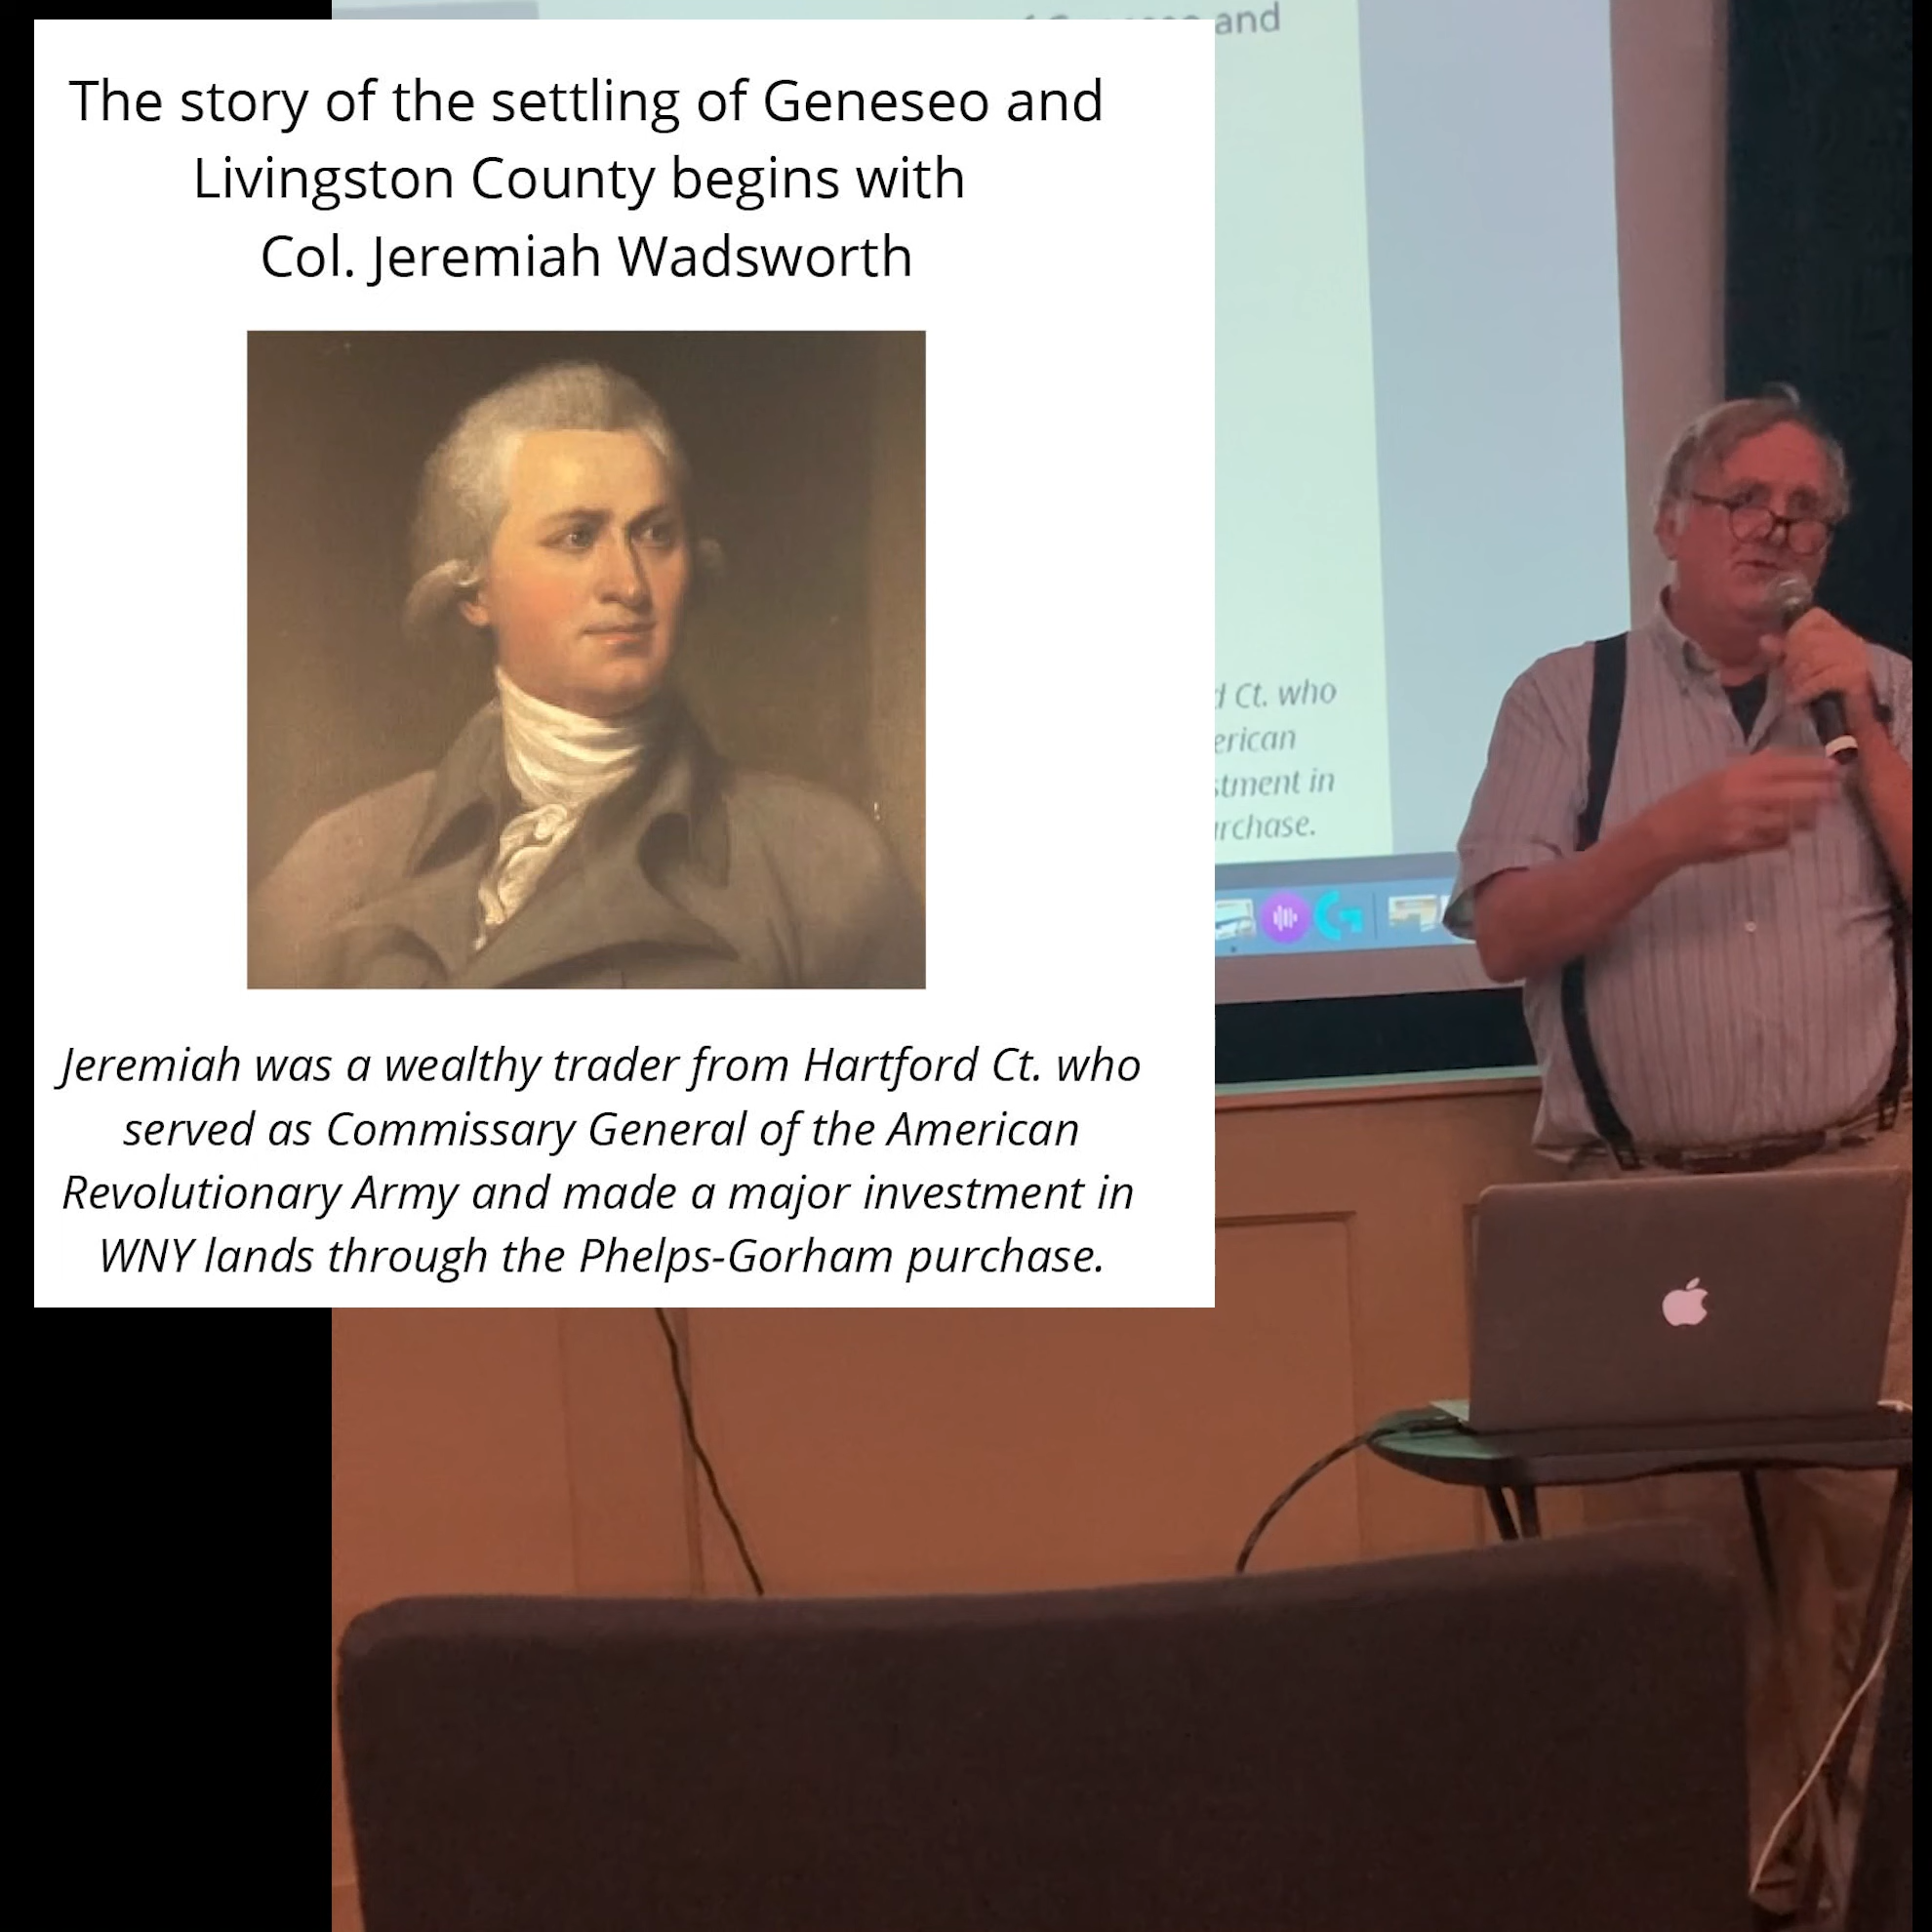 The story of the settling of Geneseo and
Livingston County begins with
Col. Jeremiah Wadsworth
Jeremiah was a wealthy trader from Hartford Ct. who
served as Commissary General of the American
Revolutionary Army and made a major investment in
WNY lands through the Phelps-Gorham purchase.
and
Ct. who
erican
tment in
rchase.